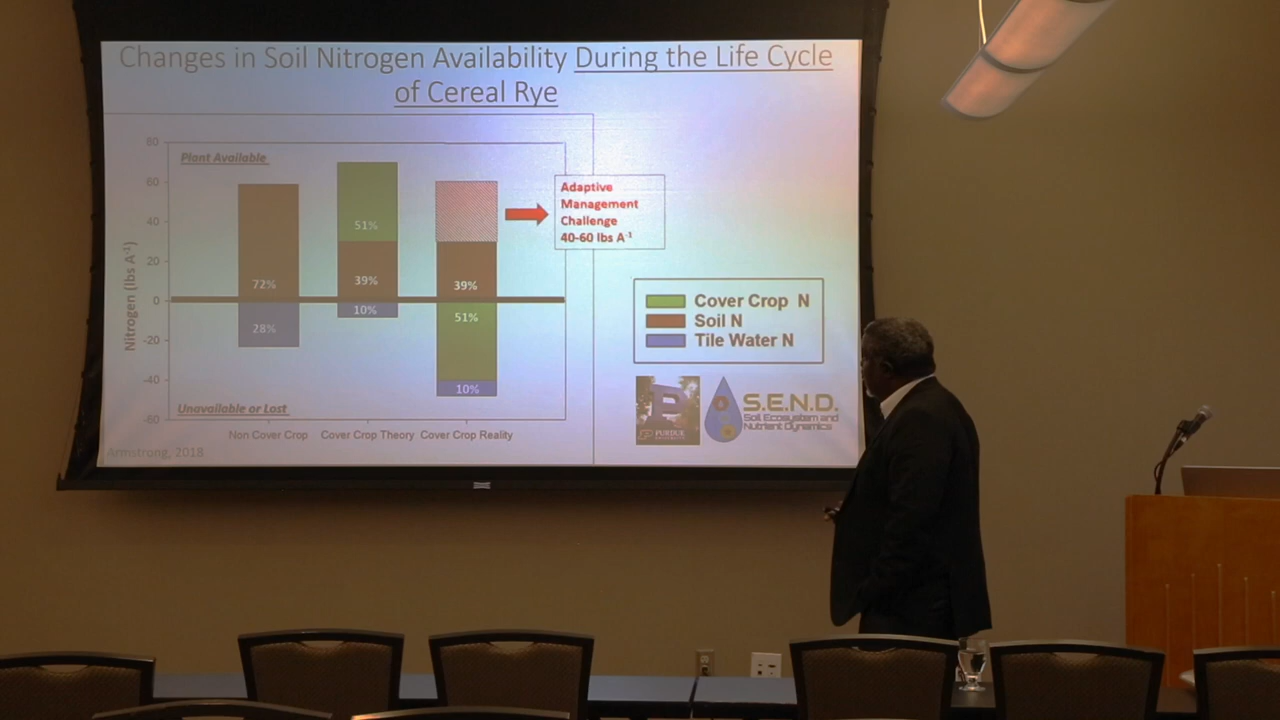 Changes in Soil Nitrogen Availability During the Life Cycle
of Cereal Rye
80
60
40
20
0
-20
-40
-60
Nitrogen (lbs A-1)
Plant Available
51%
72%
39%
39%
28%
10%
51%
10%
Unavailable or Lost
Non Cover Crop
Cover Crop Theory
Cover Crop Reality
Adaptive
Management
Challenge
40-60 lbs A-1
Cover Crop N
Soil N
Tile Water N
PURDUE
S.E.N.D.
Soil Ecosystem and
Nutrient Dynamics
Armstrong, 2018